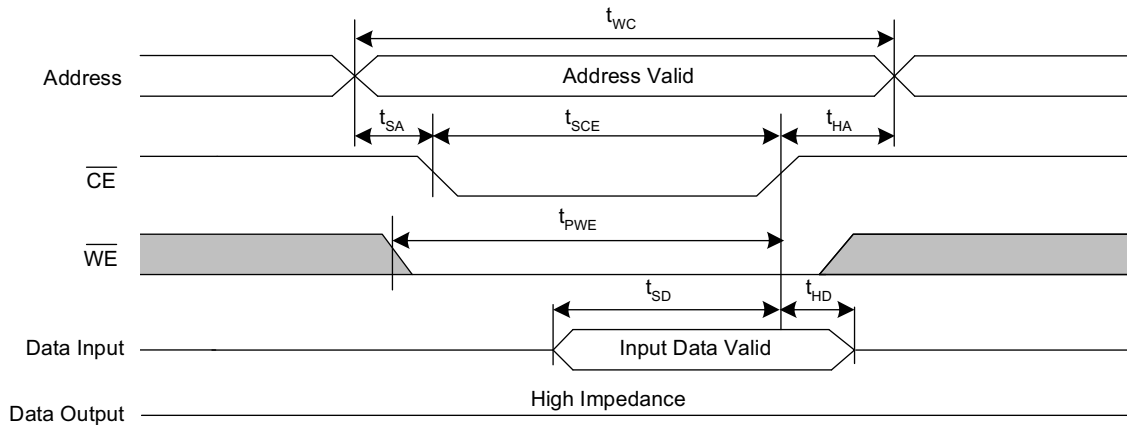 tWC
Address
Address Valid
tSA
tSCE
tHA
CE
tPWE
WE
tSD
tHD
Data Input
Input Data Valid
High Impedance
Data Output